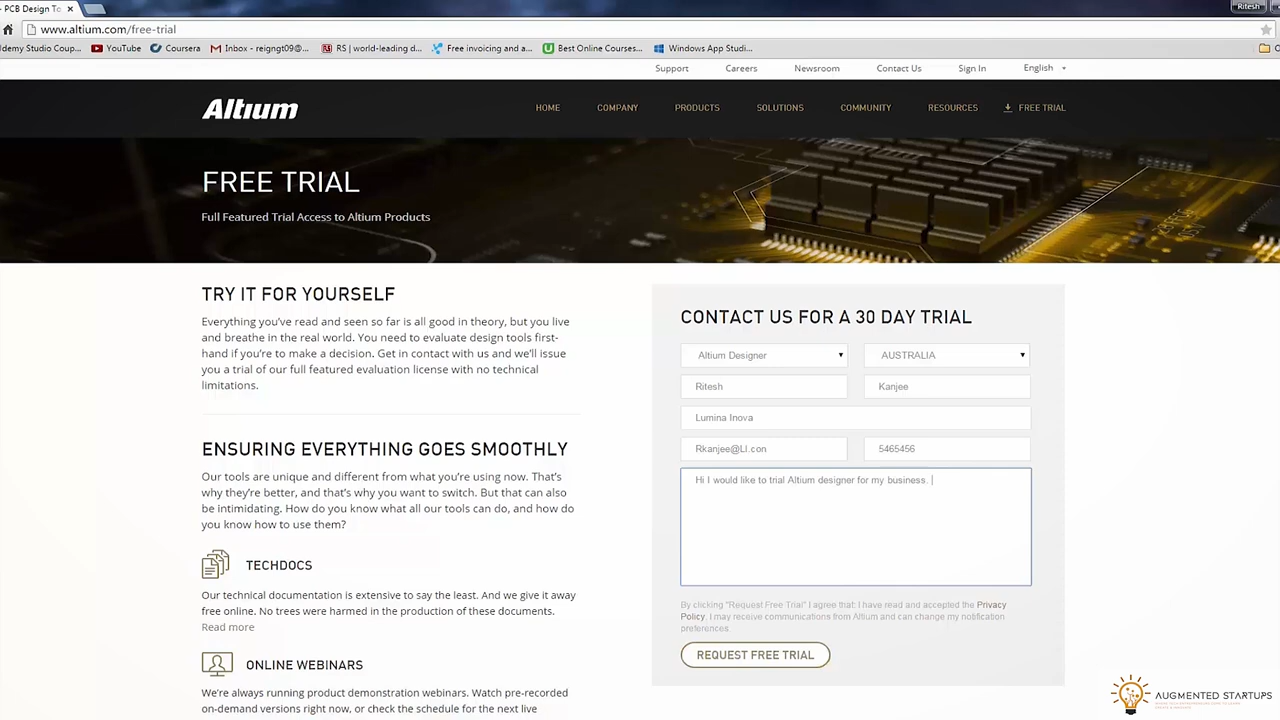 PCB Design To
Ritesh
www.altium.com/free-trial
demy Studio Coup...
YouTube
Coursera
Inbox - reigngt09@...
RS | world-leading d...
Free invoicing and a...
Best Online Courses...
Windows App Studi...
Support
Careers
Newsroom
Contact Us
Sign In
English
Altium
HOME
COMPANY
PRODUCTS
SOLUTIONS
COMMUNITY
RESOURCES
FREE TRIAL
FREE TRIAL
Full Featured Trial Access to Altium Products
TRY IT FOR YOURSELF
Everything you've read and seen so far is all good in theory, but you live
and breathe in the real world. You need to evaluate design tools first-
hand if you're to make a decision. Get in contact with us and we'll issue
you a trial of our full featured evaluation license with no technical
limitations.
ENSURING EVERYTHING GOES SMOOTHLY
Our tools are unique and different from what you're using now. That's
why they're better, and that's why you want to switch. But that can also
be intimidating. How do you know what all our tools can do, and how do
you know how to use them?
TECHDOCS
Our technical documentation is extensive to say the least. And we give it away
free online. No trees were harmed in the production of these documents.
Read more
ONLINE WEBINARS
We're always running product demonstration webinars. Watch pre-recorded
on-demand versions right now, or check the schedule for the next live
CONTACT US FOR A 30 DAY TRIAL
Altium Designer
AUSTRALIA
Ritesh
Kanjee
Lumina Inova
Rkanjee@LI.con
5465456
Hi I would like to trial Altium designer for my business.
By clicking "Request Free Trial" I agree that: I have read and accepted the Privacy
Policy. I may receive communications from Altium and can change my notification
preferences.
REQUEST FREE TRIAL
AUGMENTED STARTUPS